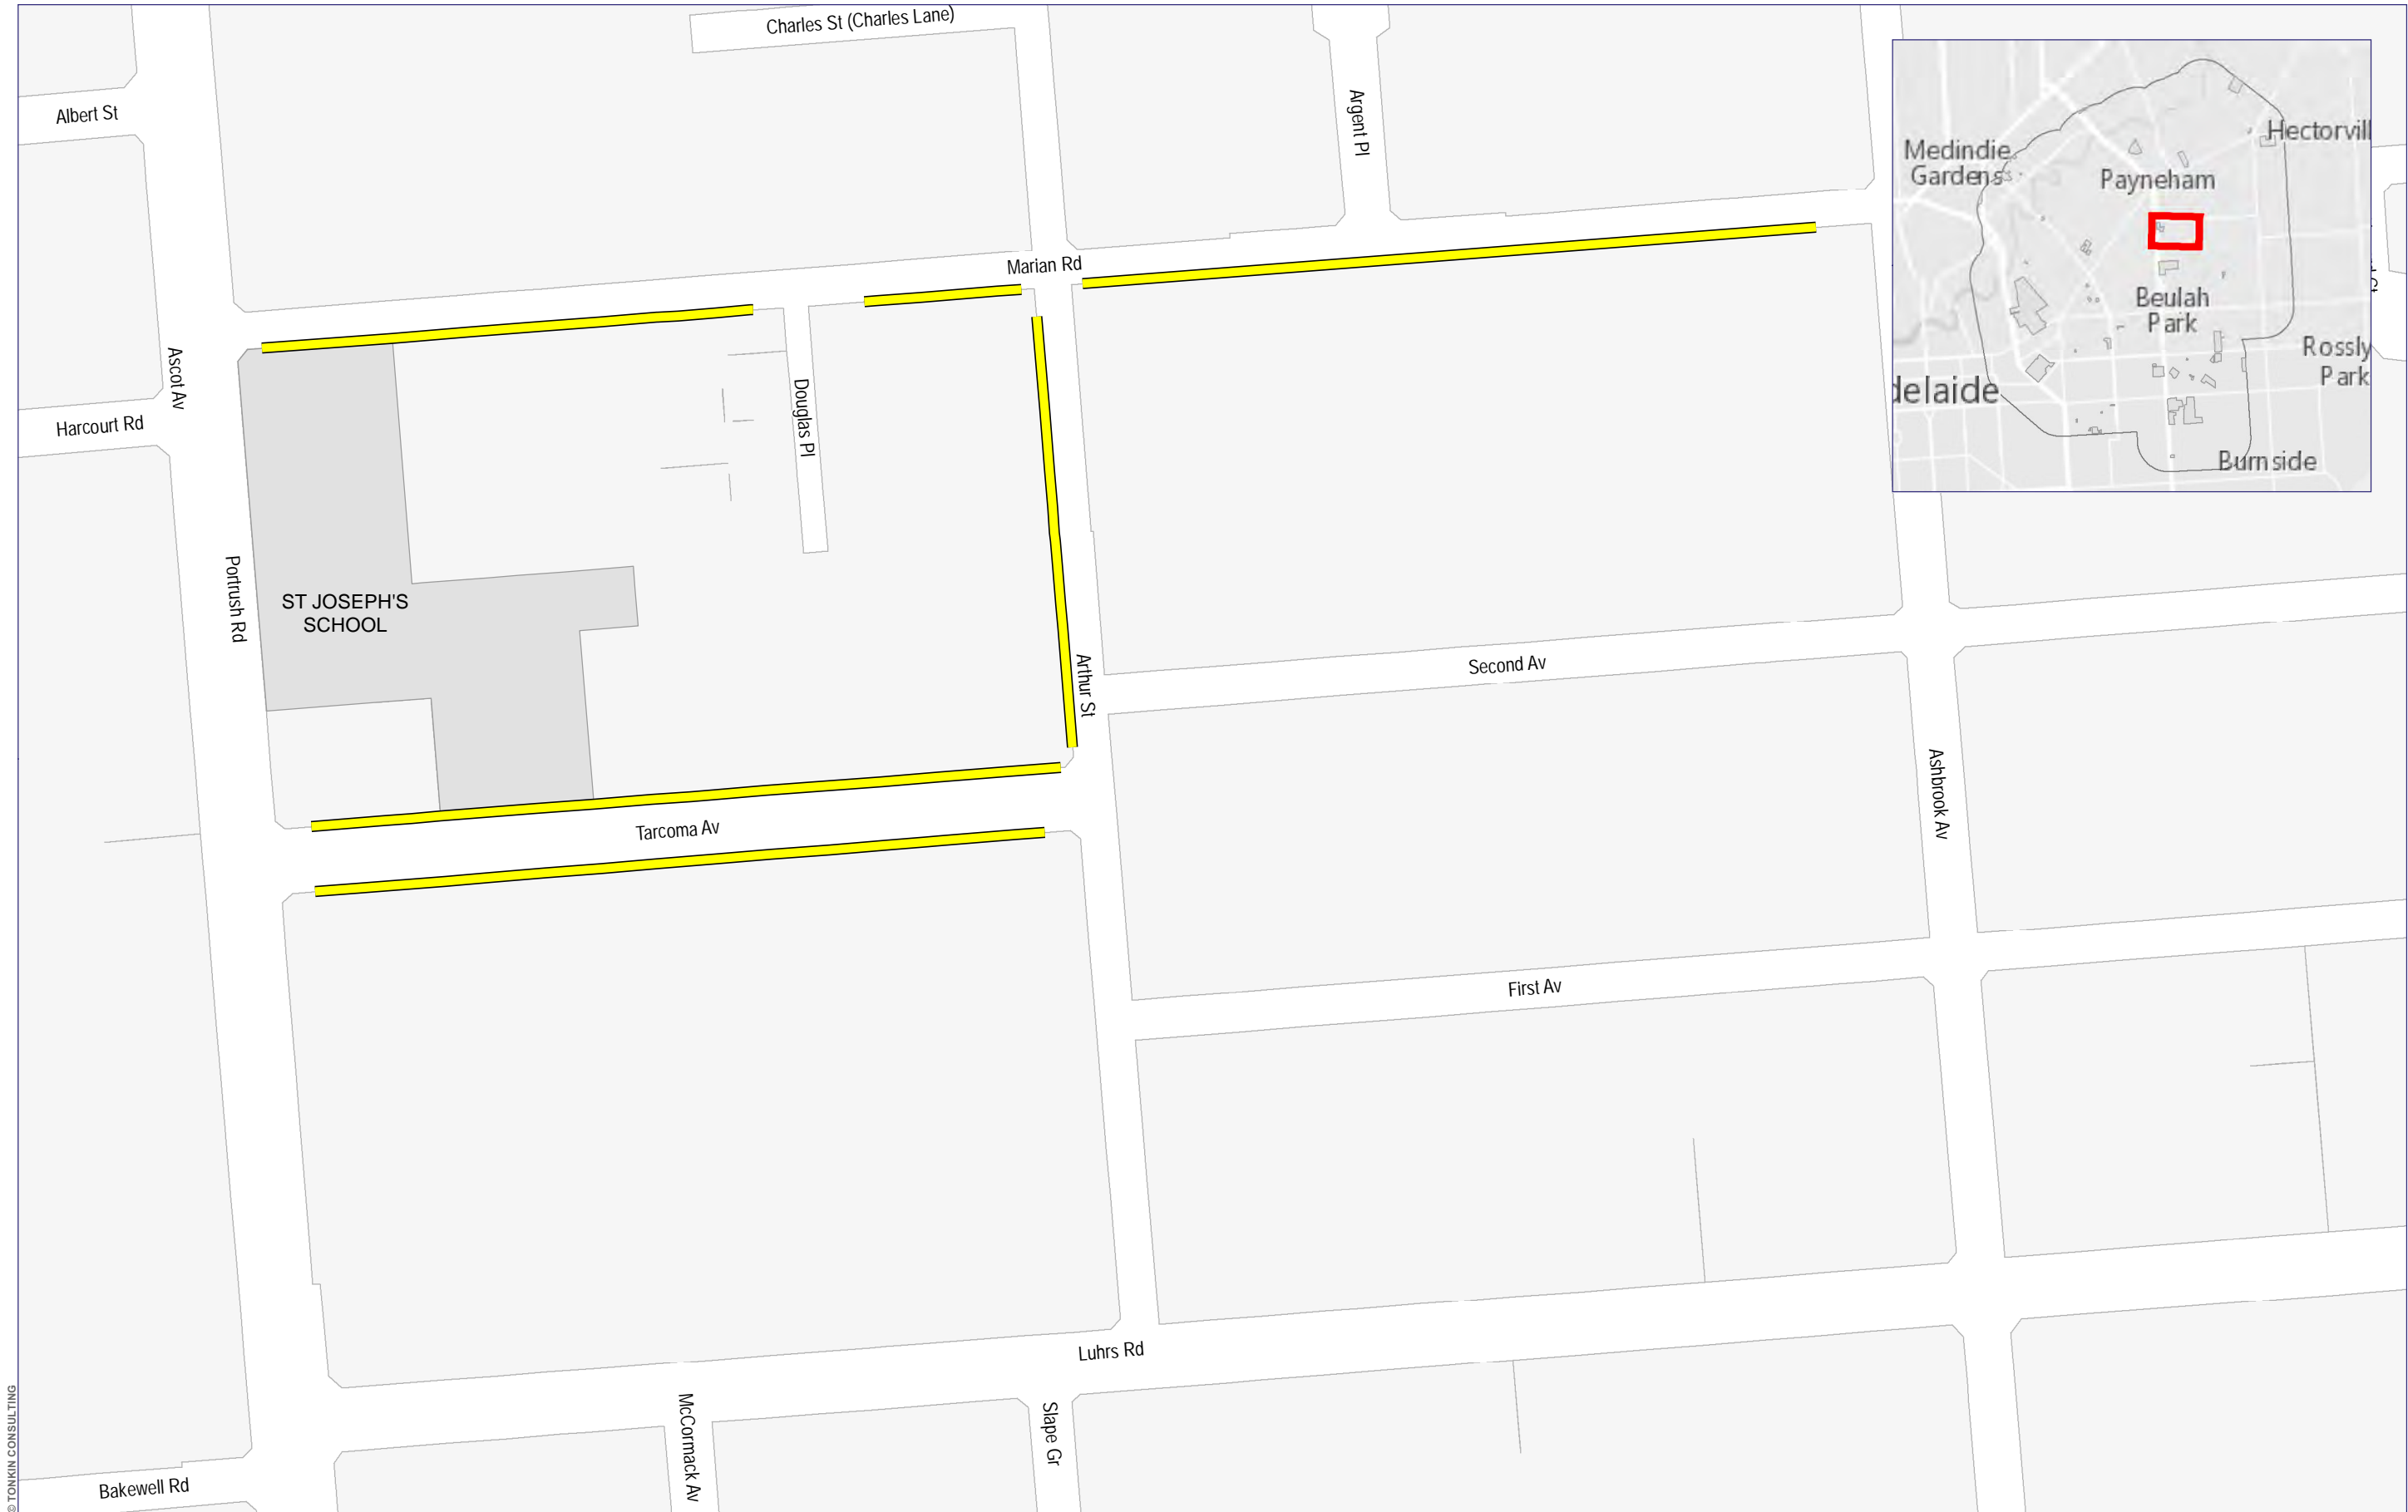 Charles St (Charles Lane)
Albert St
Argent Pl
Medindie
Gardens
Hectorvill
Payneham
Beulah
Park
Rossly
Park
delaide
Burnside
Marian Rd
Ascot Av
Harcourt Rd
Douglas Pl
Portrush Rd
ST JOSEPH'S
SCHOOL
Arthur St
Second Av
Tarcoma Av
Ashbrook Av
First Av
Luhrs Rd
McCormack Av
Slape Gr
Bakewell Rd
© TONKIN CONSULTING